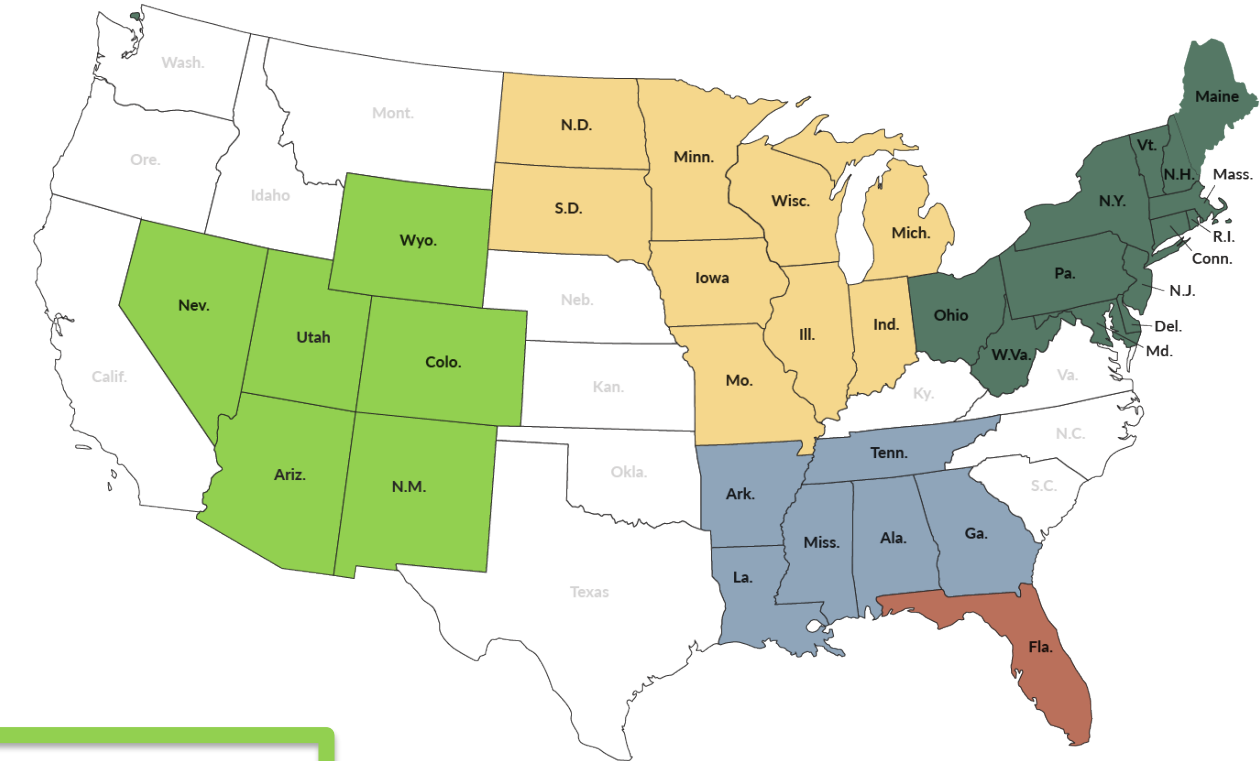 Wash.
Mont.
Maine
N.D.
Minn.
Vt.
Ore.
N.H.
Mass.
Idaho
S.D.
Wisc.
N.Y.
Mich.
R.I.
Wyo.
Conn.
Pa.
Iowa
N.J.
Neb.
Nev.
Ohio
Ind.
Del.
Utah
Ill.
Md.
W.Va.
Colo.
Calif.
Va.
Mo.
Kan.
Ky.
N.C.
Tenn.
Okla.
Ariz.
N.M.
S.C.
Ark.
Ga.
Ala.
Miss.
La.
Texas
Fla.